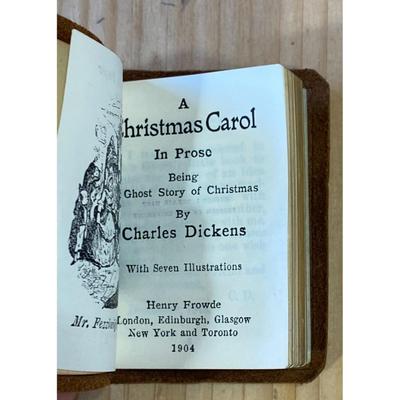 A
Christmas Carol
In Prose
Being
Ghost Story of Christmas
By
Charles Dickens
With Seven Illustrations
Henry Frowde
London, Edinburgh, Glasgow
New York and Toronto
1904
Mr. Fezziwig
C. D.